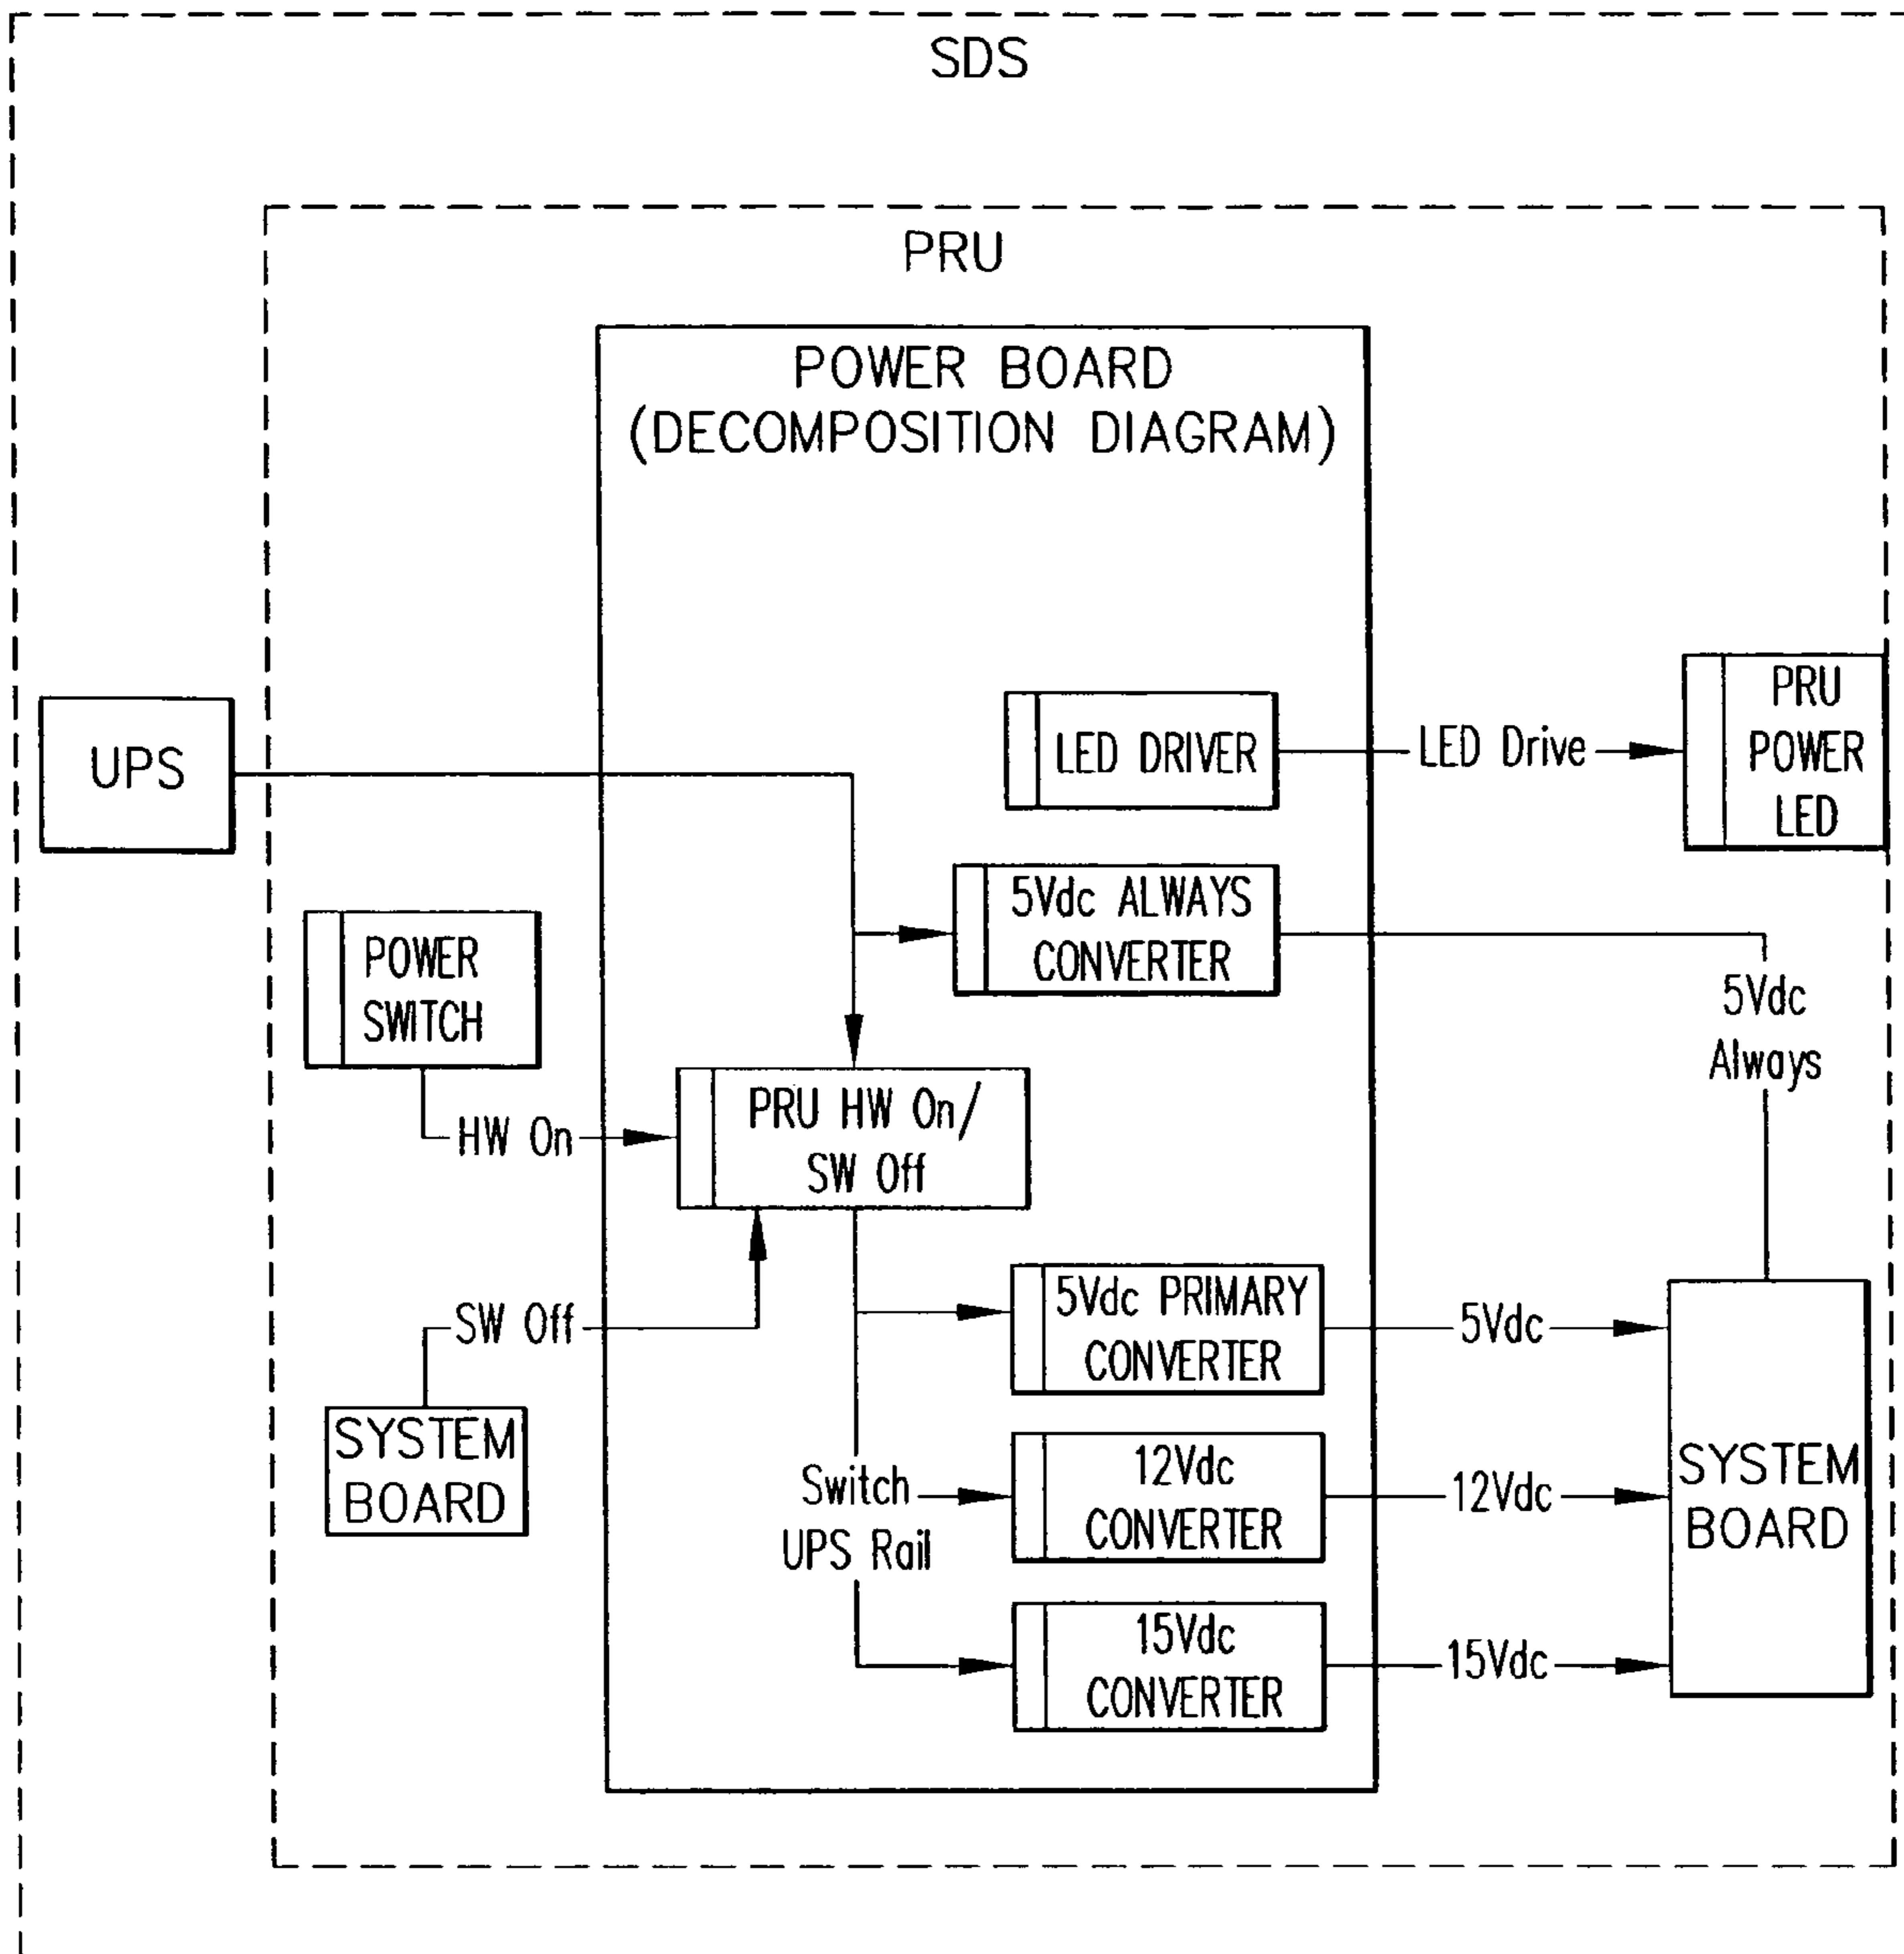 SDS
PRU
POWER BOARD
(DECOMPOSITION DIAGRAM)
UPS
LED DRIVER
LED Drive
PRU
POWER
LED
5Vdc ALWAYS
CONVERTER
5Vdc
Always
POWER
SWITCH
HW On
PRU HW On/
SW Off
SW Off
SYSTEM
BOARD
5Vdc PRIMARY
CONVERTER
5Vdc
Switch
UPS Rail
12Vdc
CONVERTER
12Vdc
15Vdc
CONVERTER
15Vdc
SYSTEM
BOARD